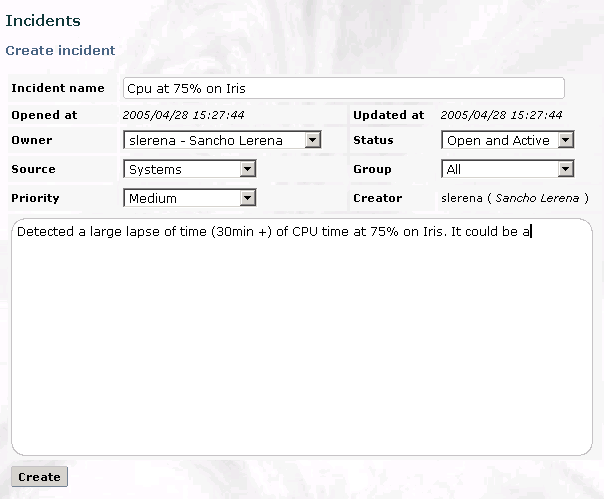 Incidents
Create incident
Incident name Cpu at 75% on Iris
Opened at 2005/04/28 15:27:44 Updated at 2005/04/28 15:27:44
Owner slerena - Sancho Lerena Status Open and Active
Source Systems Group All
Priority Medium Creator slerena ( Sancho Lerena )
Detected a large lapse of time (30min +) of CPU time at 75% on Iris. It could be a
Create